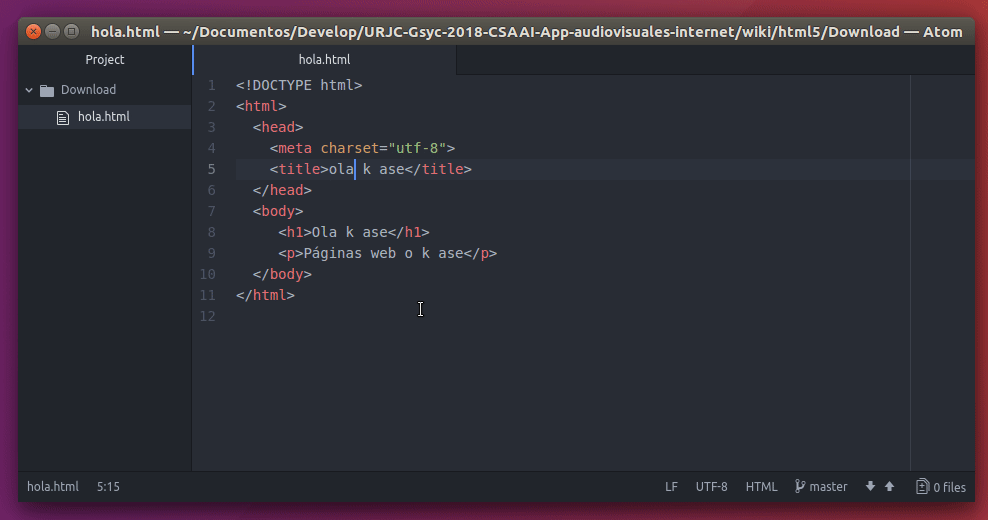 hola.html — ~/Documentos/Develop/URJC-Gsyc-2018-CSAAI-App-audiovisuales-internet/wiki/html5/Download — Atom
Project
Download
hola.html
hola.html
1 <!DOCTYPE html>
2 <html>
3 <head>
4 <meta charset="utf-8">
5 <title>ola k ase</title>
6 </head>
7 <body>
8 <h1>Ola k ase</h1>
9 <p>Páginas web o k ase</p>
10 </body>
11 </html>
12
hola.html 5:15 LF UTF-8 HTML master 0 files